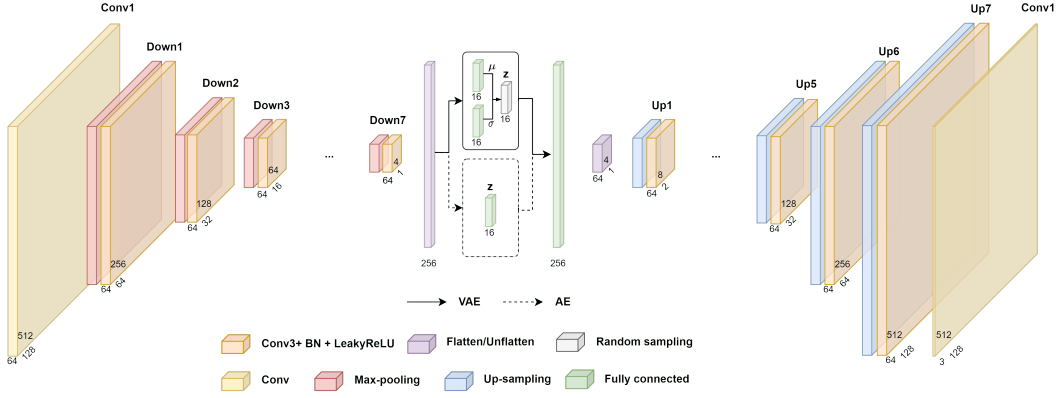 Conv1
Down1
Down2
Down3
...
Down7
μ
z
σ
16
16
16
z
16
Up1
...
Up5
Up6
Up7
Conv1
512
64 128
256
64 64
128
64 32
64
64 16
4
64 1
256
256
4
64 1
8
64 2
128
64 32
256
64 64
512
64 128
512
3 128
VAE
AE
Conv3+ BN + LeakyReLU
Flatten/Unflatten
Random sampling
Conv
Max-pooling
Up-sampling
Fully connected